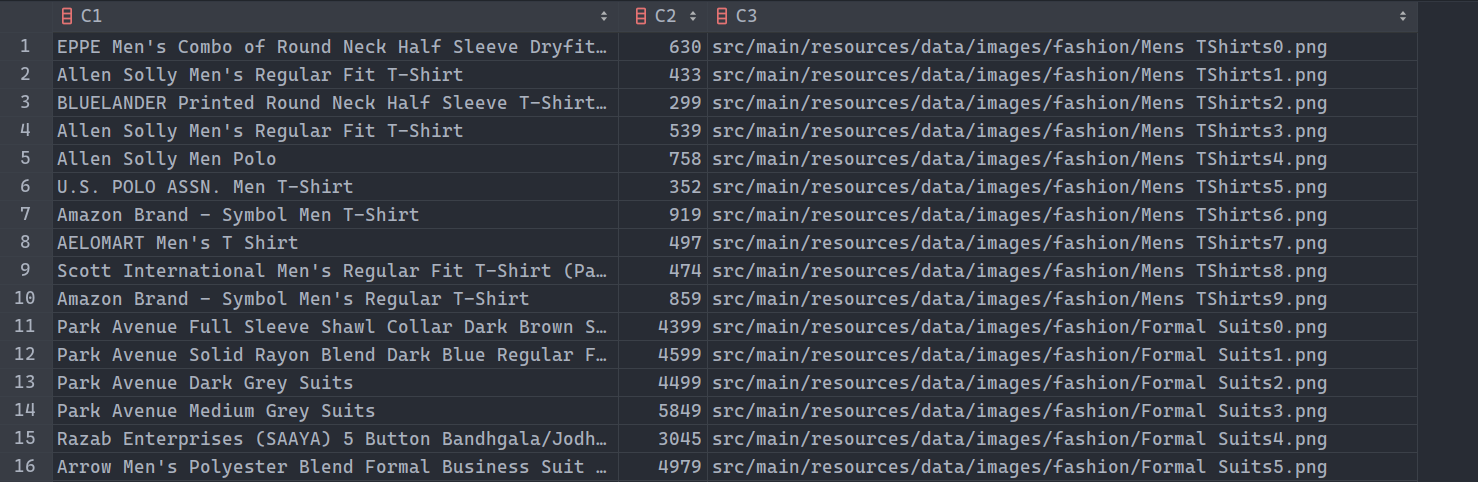 C1 C2 C3
1 EPPE Men's Combo of Round Neck Half Sleeve Dryfit… 630 src/main/resources/data/images/fashion/Mens TShirts0.png
2 Allen Solly Men's Regular Fit T-Shirt 433 src/main/resources/data/images/fashion/Mens TShirts1.png
3 BLUELANDER Printed Round Neck Half Sleeve T-Shirt… 299 src/main/resources/data/images/fashion/Mens TShirts2.png
4 Allen Solly Men's Regular Fit T-Shirt 539 src/main/resources/data/images/fashion/Mens TShirts3.png
5 Allen Solly Men Polo 758 src/main/resources/data/images/fashion/Mens TShirts4.png
6 U.S. POLO ASSN. Men T-Shirt 352 src/main/resources/data/images/fashion/Mens TShirts5.png
7 Amazon Brand - Symbol Men T-Shirt 919 src/main/resources/data/images/fashion/Mens TShirts6.png
8 AELOMART Men's T Shirt 497 src/main/resources/data/images/fashion/Mens TShirts7.png
9 Scott International Men's Regular Fit T-Shirt (Pa… 474 src/main/resources/data/images/fashion/Mens TShirts8.png
10 Amazon Brand - Symbol Men's Regular T-Shirt 859 src/main/resources/data/images/fashion/Mens TShirts9.png
11 Park Avenue Full Sleeve Shawl Collar Dark Brown S… 4399 src/main/resources/data/images/fashion/Formal Suits0.png
12 Park Avenue Solid Rayon Blend Dark Blue Regular F… 4599 src/main/resources/data/images/fashion/Formal Suits1.png
13 Park Avenue Dark Grey Suits 4499 src/main/resources/data/images/fashion/Formal Suits2.png
14 Park Avenue Medium Grey Suits 5849 src/main/resources/data/images/fashion/Formal Suits3.png
15 Razab Enterprises (SAAYA) 5 Button Bandhgala/Jodh… 3045 src/main/resources/data/images/fashion/Formal Suits4.png
16 Arrow Men's Polyester Blend Formal Business Suit … 4979 src/main/resources/data/images/fashion/Formal Suits5.png